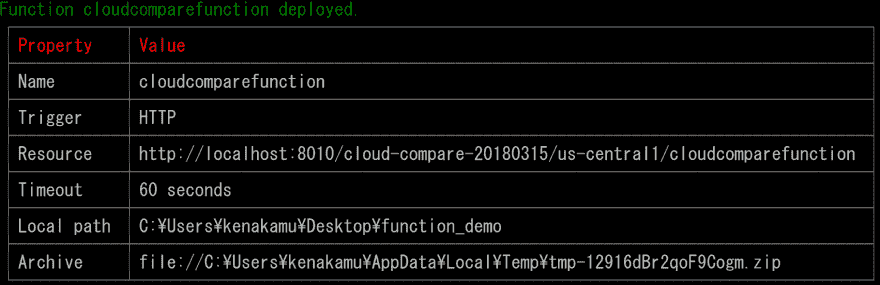 Function cloudcomparefunction deployed.
Property Value
Name cloudcomparefunction
Trigger HTTP
Resource http://localhost:8010/cloud-compare-20180315/us-central1/cloudcomparefunction
Timeout 60 seconds
Local path C:¥Users¥kenakamu¥Desktop¥function_demo
Archive file://C:¥Users¥kenakamu¥AppData¥Local¥Temp¥tmp-12916dBr2qoF9Cogm.zip